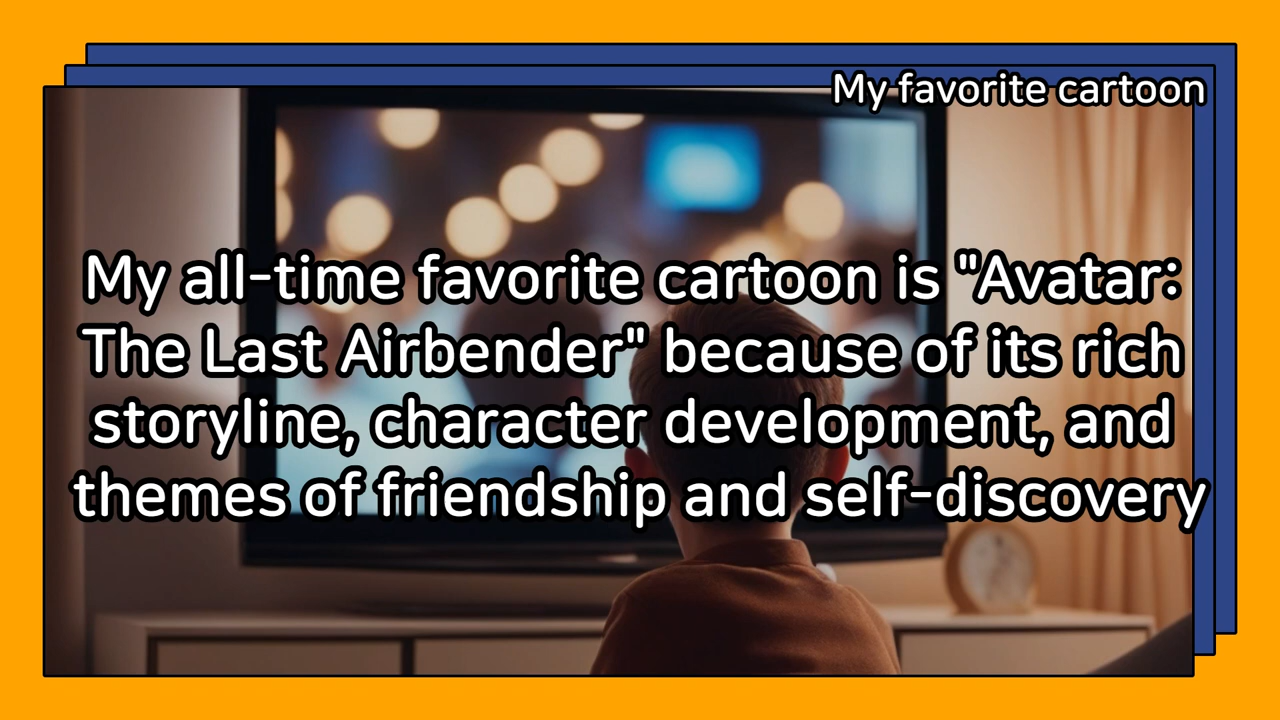 My favorite cartoon
My all-time favorite cartoon is "Avatar:
The Last Airbender" because of its rich
storyline, character development, and
themes of friendship and self-discovery